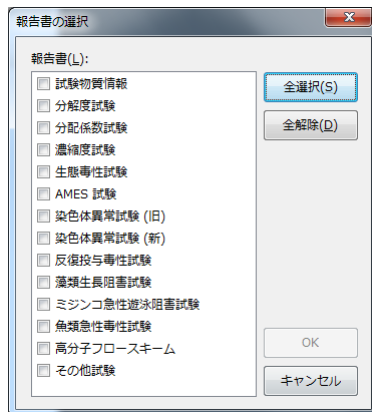 報告書の選択
報告書(L):
試験物質情報
分解度試験
分配係数試験
濃縮度試験
生態毒性試験
AMES 試験
染色体異常試験 (旧)
染色体異常試験 (新)
反復投与毒性試験
藻類生長阻害試験
ミジンコ急性遊泳阻害試験
魚類急性毒性試験
高分子フロースキーム
その他試験
全選択(S)
全解除(D)
OK
キャンセル